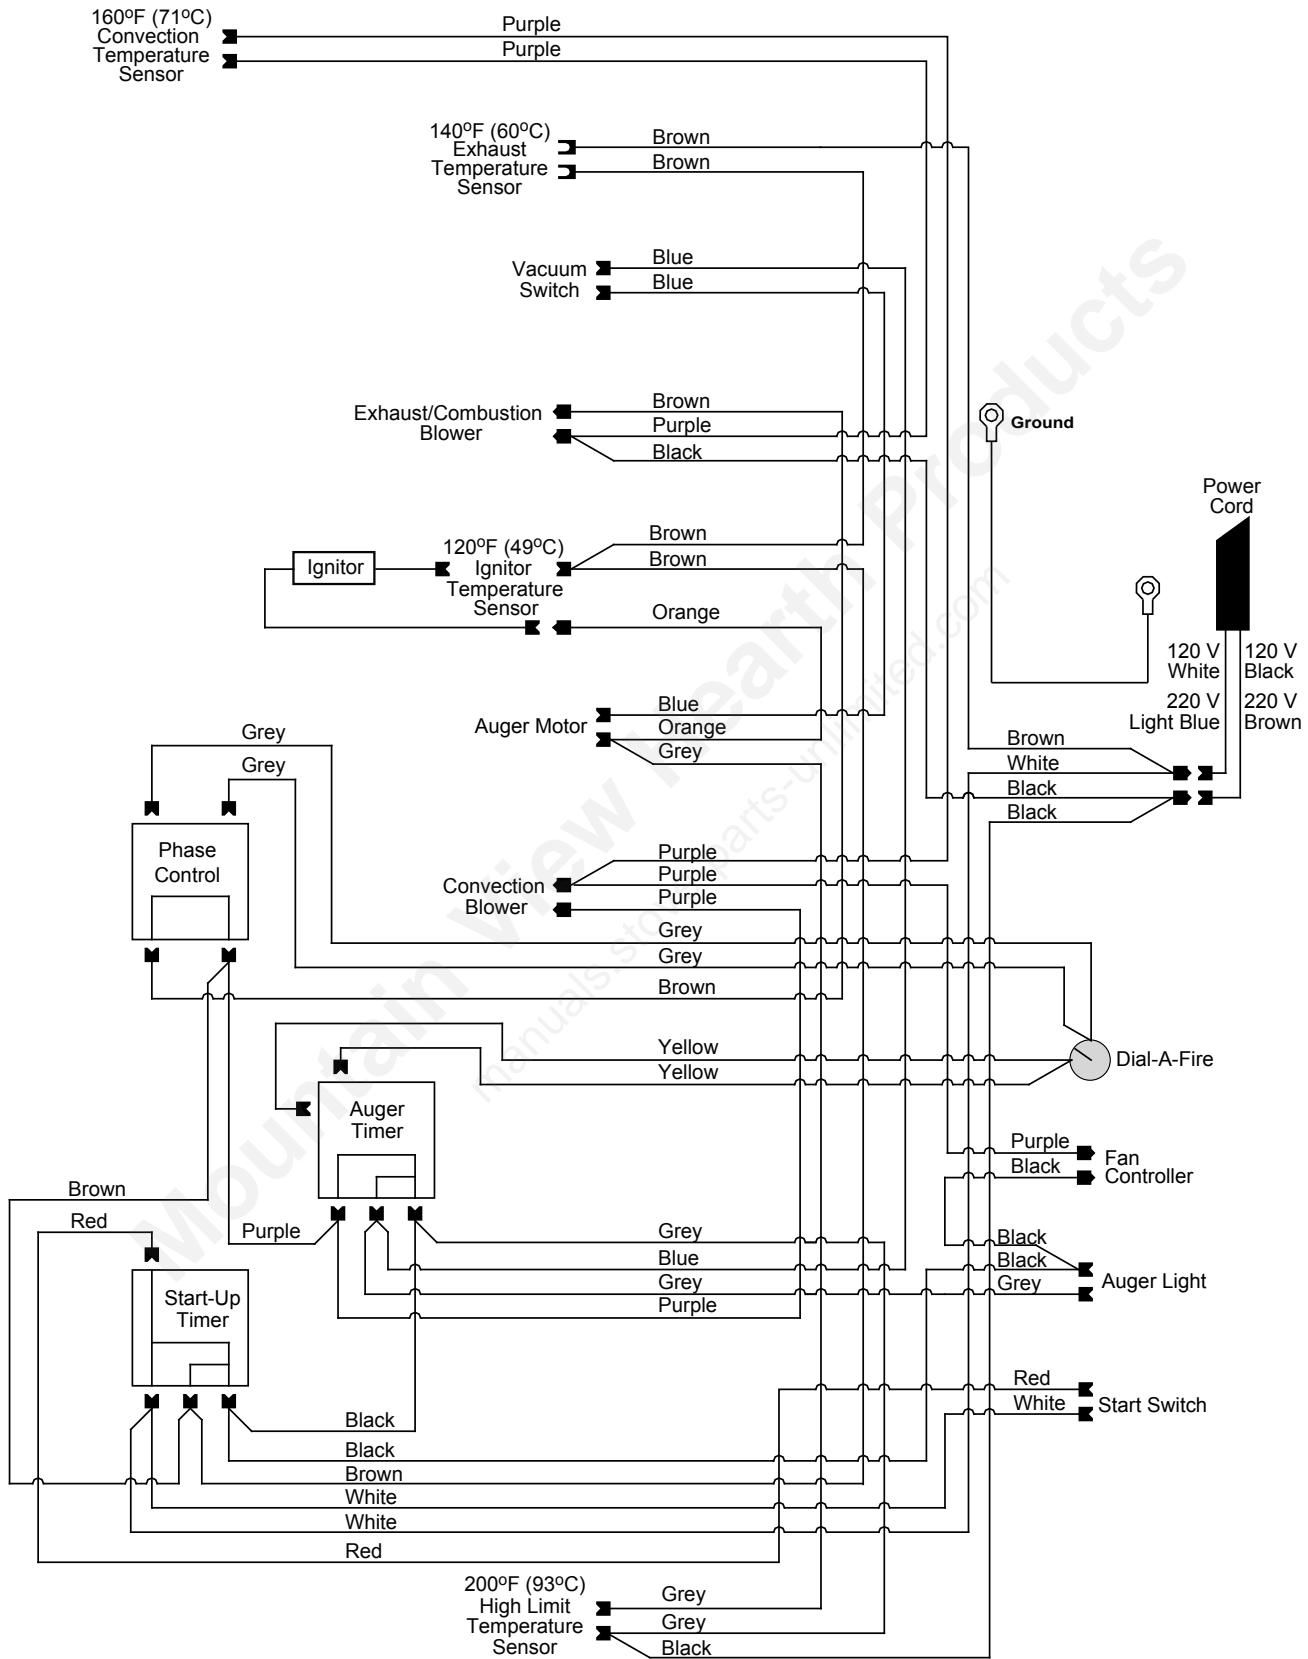 160oF (71oC)
Convection
Temperature
Sensor
Purple
Purple
140oF (60oC)
Exhaust
Temperature
Sensor
Brown
Brown
Vacuum
Switch
Blue
Blue
Exhaust/Combustion
Blower
Brown
Purple
Black
Ground
Power
Cord
Ignitor
120oF (49oC)
Ignitor
Temperature
Sensor
Brown
Brown
Orange
120 V
White
120 V
Black
220 V
Light Blue
220 V
Brown
Auger Motor
Blue
Orange
Grey
Grey
Grey
Brown
White
Black
Black
Phase
Control
Convection
Blower
Purple
Purple
Purple
Grey
Grey
Brown
Yellow
Yellow
Dial-A-Fire
Auger
Timer
Purple
Black
Fan
Controller
Brown
Red
Purple
Grey
Blue
Grey
Purple
Black
Black
Grey
Auger Light
Start-Up
Timer
Red
White
Start Switch
Black
Black
Brown
White
White
Red
200oF (93oC)
High Limit
Temperature
Sensor
Grey
Grey
Black
Mountain View Hearth Products
manuals.stove-parts-unlimited.com